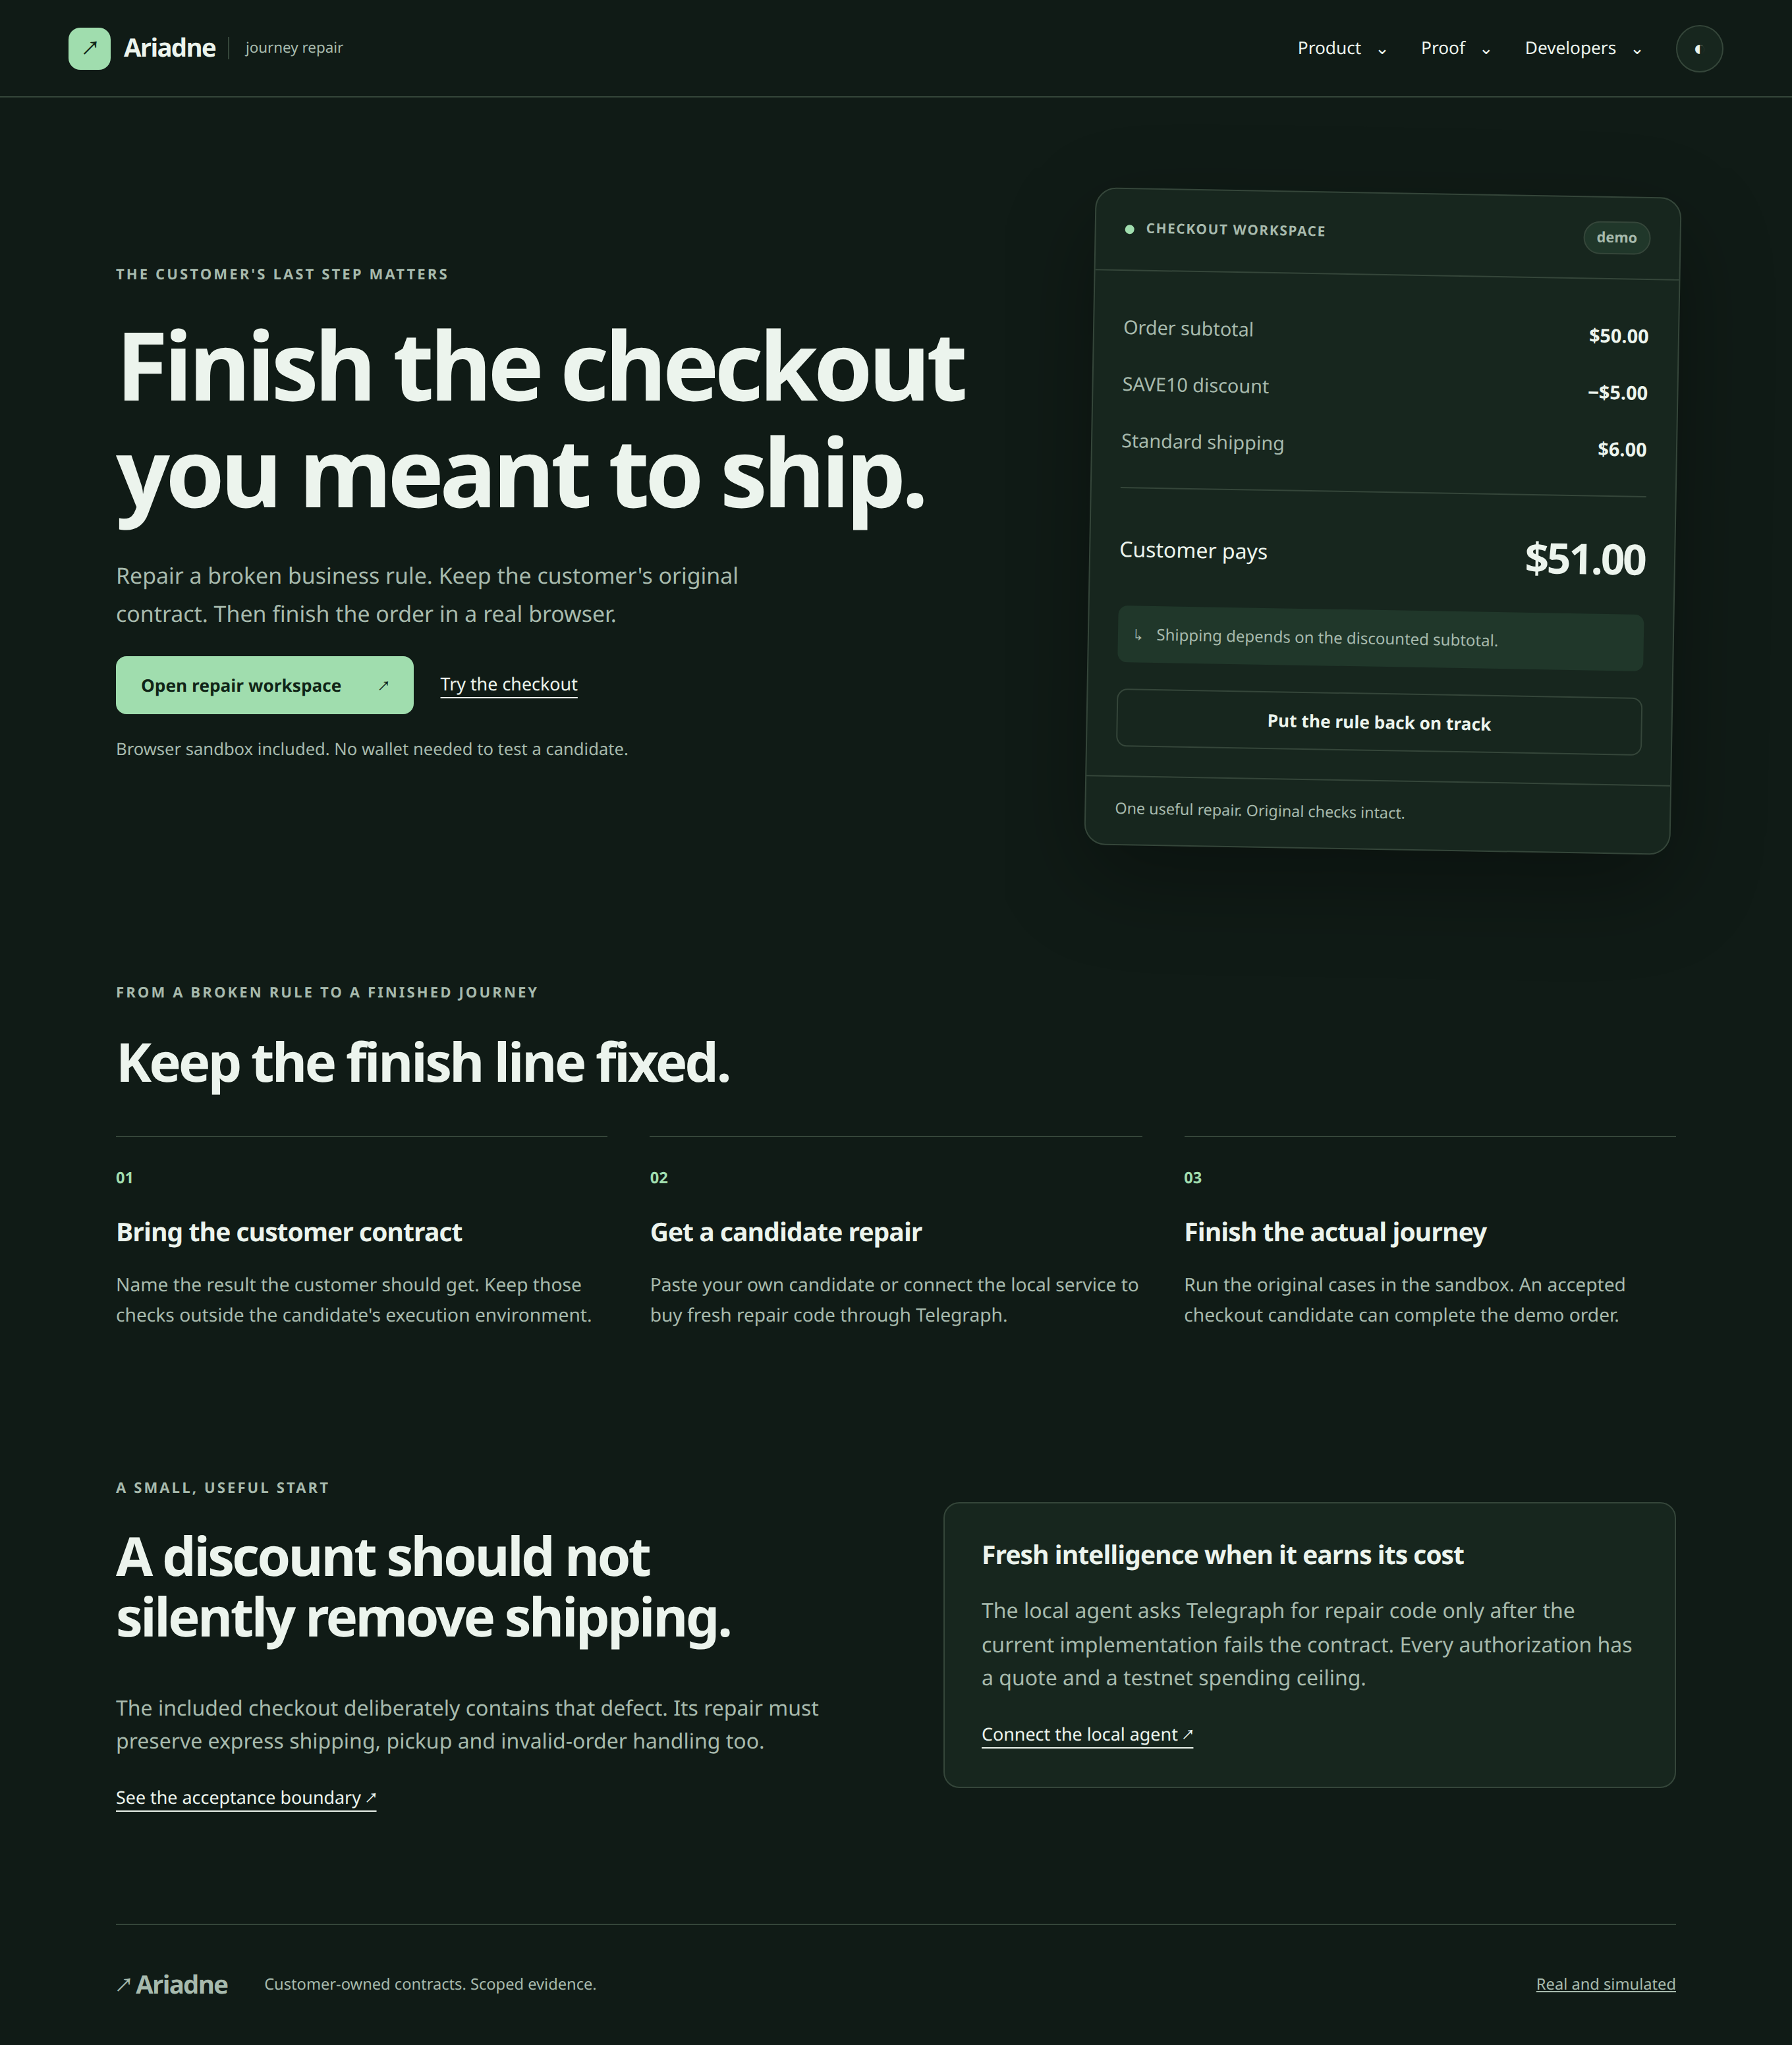 ↗ Ariadne | journey repair
Product ⌄ Proof ⌄ Developers ⌄
THE CUSTOMER'S LAST STEP MATTERS
Finish the checkout
you meant to ship.
Repair a broken business rule. Keep the customer's original
contract. Then finish the order in a real browser.
Open repair workspace ↗
Try the checkout
Browser sandbox included. No wallet needed to test a candidate.
CHECKOUT WORKSPACE demo
Order subtotal $50.00
SAVE10 discount −$5.00
Standard shipping $6.00
Customer pays $51.00
↳ Shipping depends on the discounted subtotal.
Put the rule back on track
One useful repair. Original checks intact.
FROM A BROKEN RULE TO A FINISHED JOURNEY
Keep the finish line fixed.
01
Bring the customer contract
Name the result the customer should get. Keep those
checks outside the candidate's execution environment.
02
Get a candidate repair
Paste your own candidate or connect the local service to
buy fresh repair code through Telegraph.
03
Finish the actual journey
Run the original cases in the sandbox. An accepted
checkout candidate can complete the demo order.
A SMALL, USEFUL START
A discount should not
silently remove shipping.
The included checkout deliberately contains that defect. Its repair must
preserve express shipping, pickup and invalid-order handling too.
See the acceptance boundary ↗
Fresh intelligence when it earns its cost
The local agent asks Telegraph for repair code only after the
current implementation fails the contract. Every authorization has
a quote and a testnet spending ceiling.
Connect the local agent ↗
↗ Ariadne
Customer-owned contracts. Scoped evidence.
Real and simulated